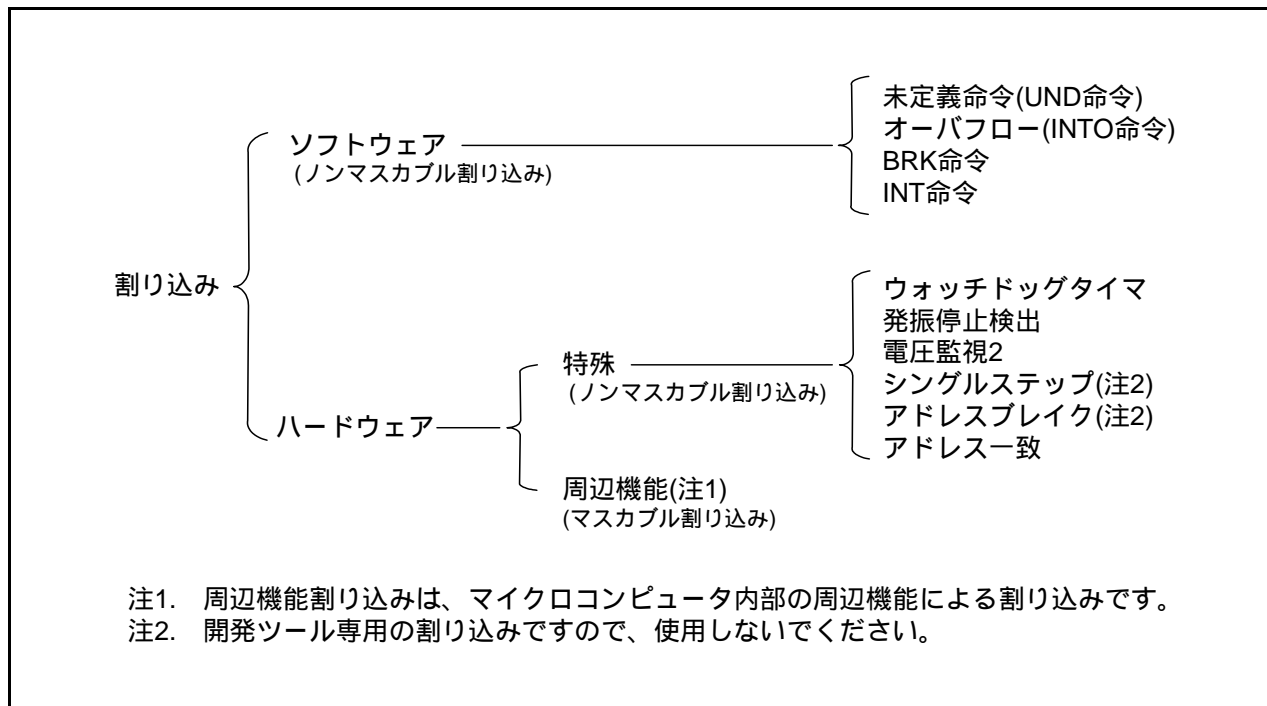 未定義命令(UND命令)
オーバフロー(INTO命令)
BRK命令
INT命令
ソフトウェア
(ノンマスカブル割り込み)
割り込み
ウォッチドッグタイマ
発振停止検出
電圧監視2
シングルステップ(注2)
アドレスブレイク(注2)
アドレス一致
特殊
(ノンマスカブル割り込み)
ハードウェア
周辺機能(注1)
(マスカブル割り込み)
注1. 周辺機能割り込みは、マイクロコンピュータ内部の周辺機能による割り込みです。
注2. 開発ツール専用の割り込みですので、使用しないでください。